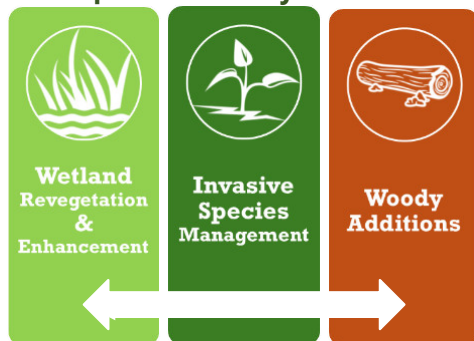 Wetland
Revegetation
&
Enhancement
Invasive
Species
Management
Woody
Additions